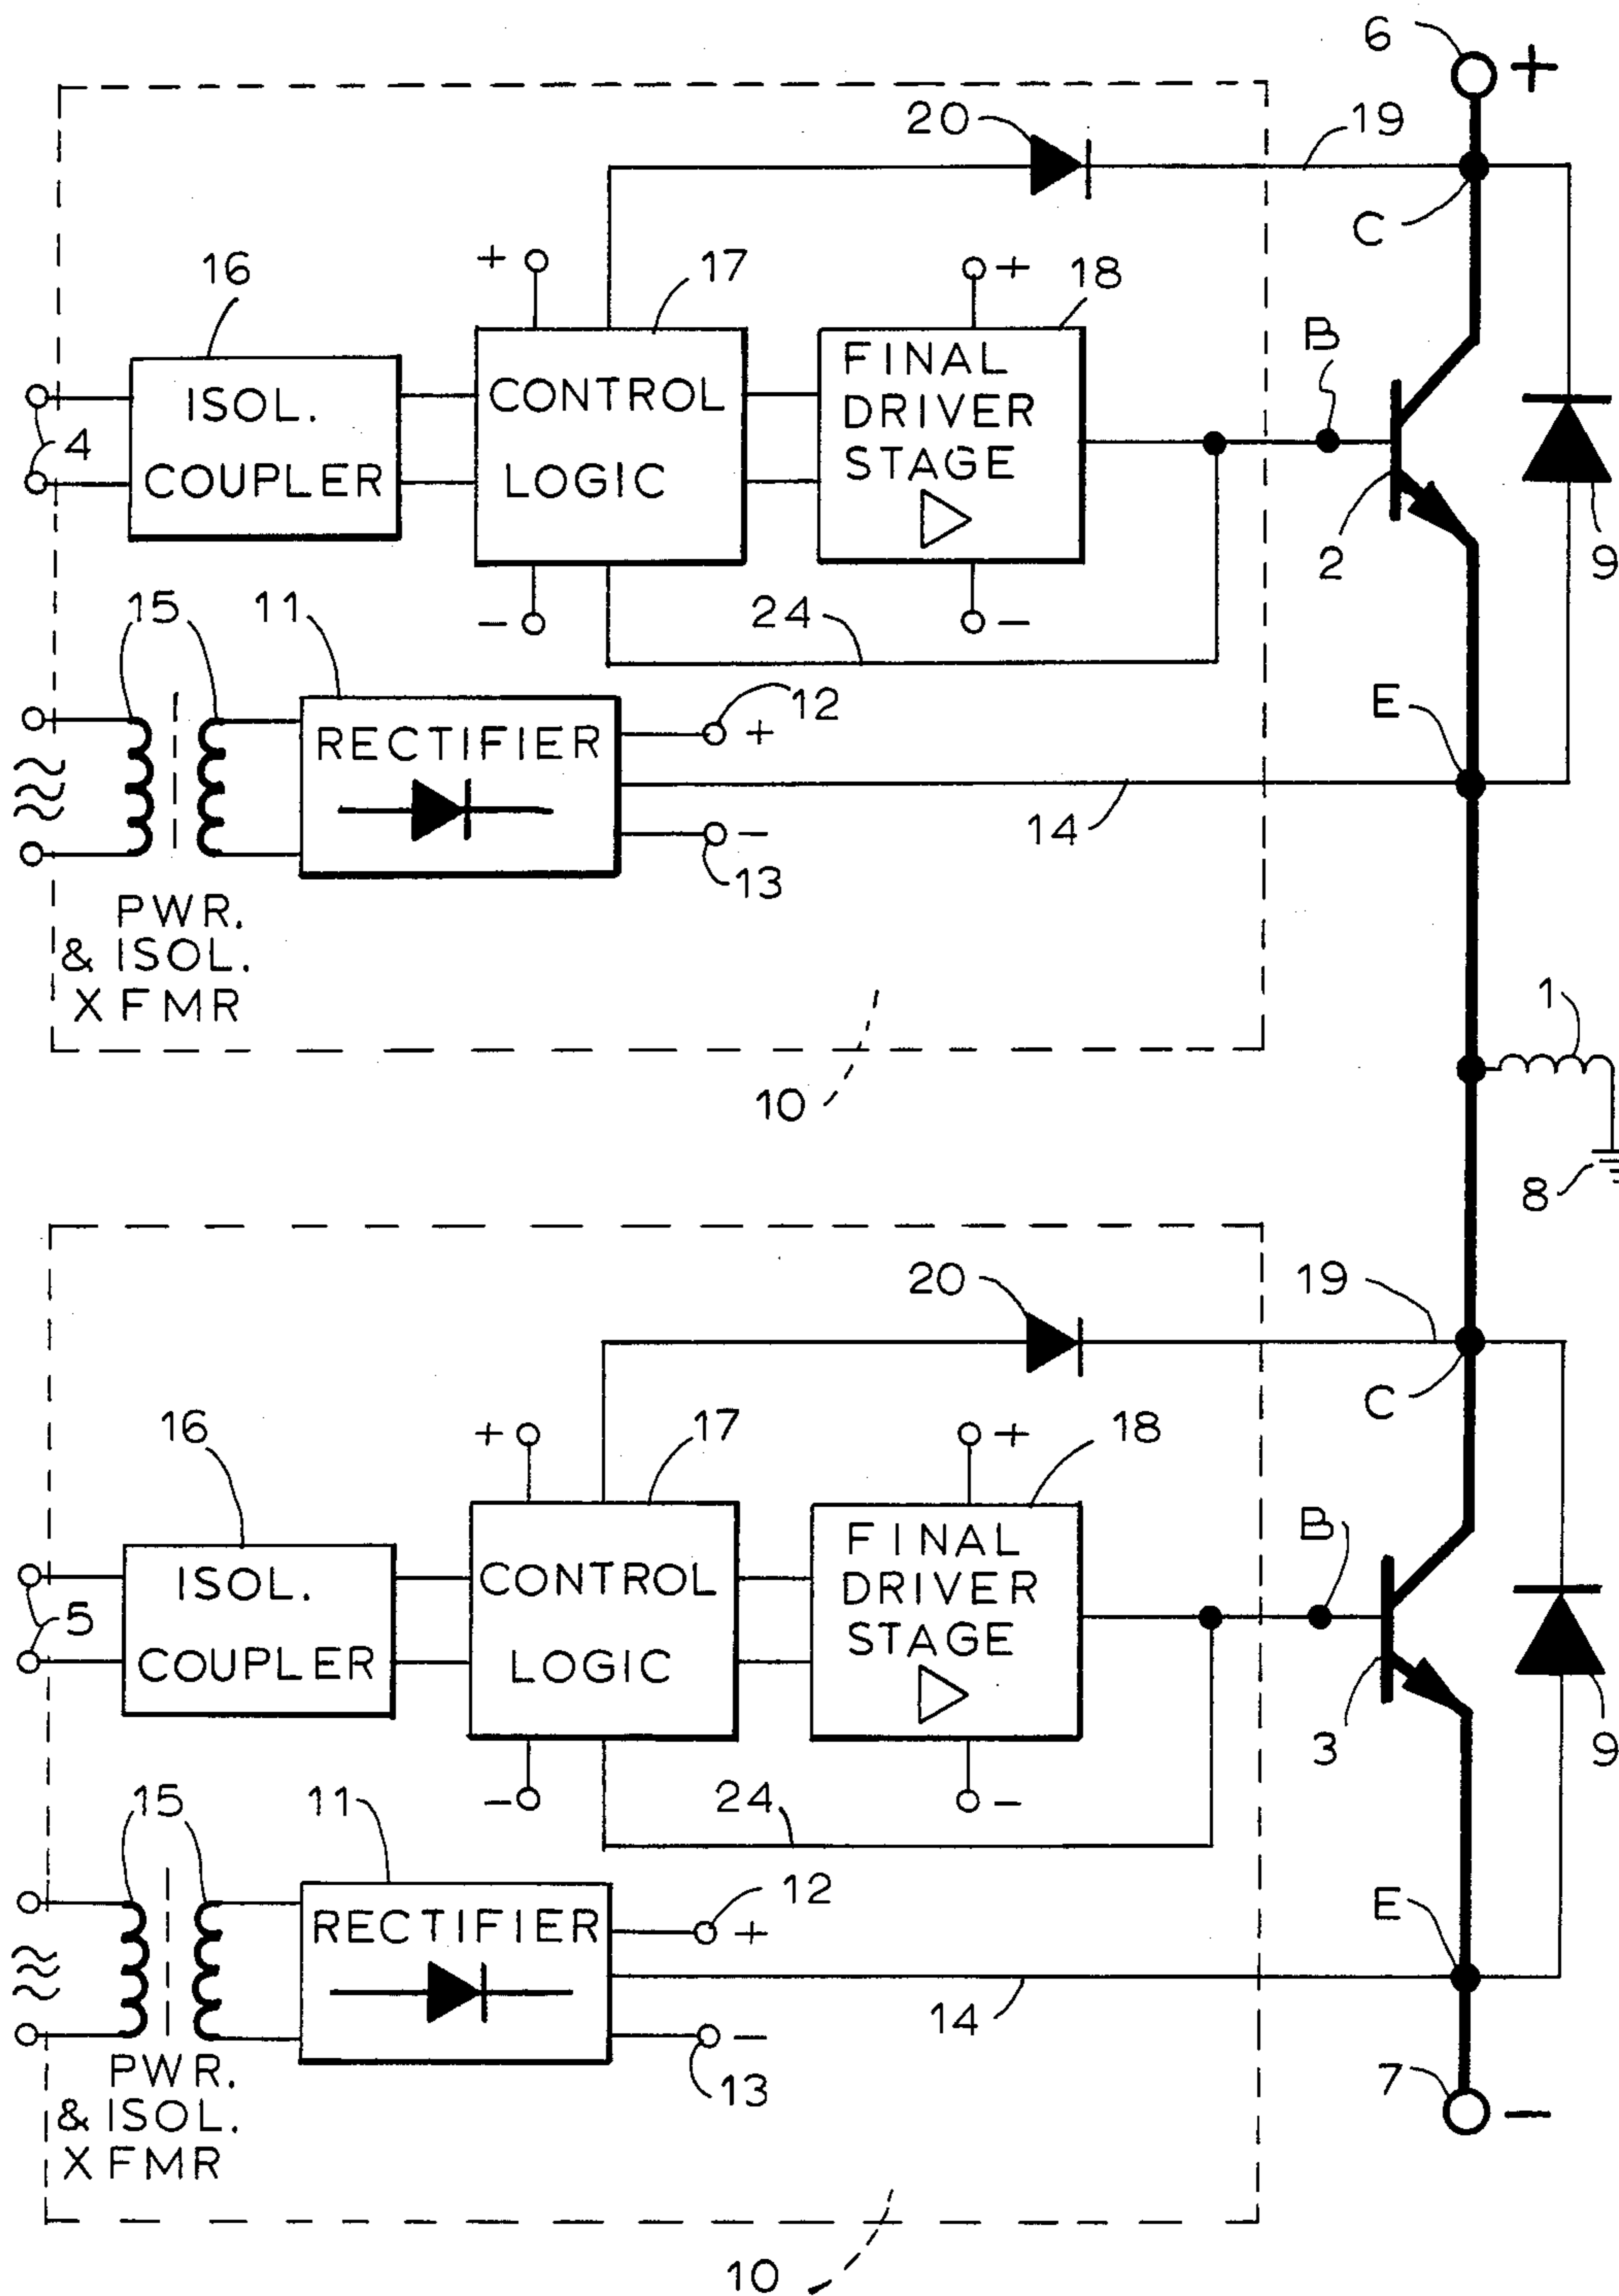 6
+
20
19
C
16
+
17
+
18
ISOL.
COUPLER
CONTROL
LOGIC
FINAL
DRIVER
STAGE
B
4
2
9
-
-
24
15
11
12
E
RECTIFIER
+
-
14
13
PWR.
& ISOL.
XFMR
1
10
8
20
19
C
16
+
17
+
18
ISOL.
COUPLER
CONTROL
LOGIC
FINAL
DRIVER
STAGE
B
5
3
9
-
-
24
15
11
12
E
RECTIFIER
+
-
14
13
PWR.
& ISOL.
XFMR
7
-
10